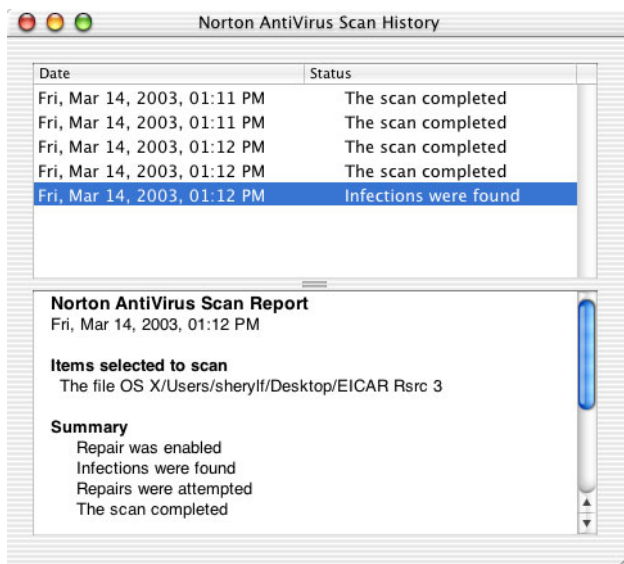 Norton AntiVirus Scan History
Date Status
Fri, Mar 14, 2003, 01:11 PM The scan completed
Fri, Mar 14, 2003, 01:11 PM The scan completed
Fri, Mar 14, 2003, 01:12 PM The scan completed
Fri, Mar 14, 2003, 01:12 PM The scan completed
Fri, Mar 14, 2003, 01:12 PM Infections were found
Norton AntiVirus Scan Report
Fri, Mar 14, 2003, 01:12 PM
Items selected to scan
The file OS X/Users/sherylf/Desktop/EICAR Rsrc 3
Summary
Repair was enabled
Infections were found
Repairs were attempted
The scan completed